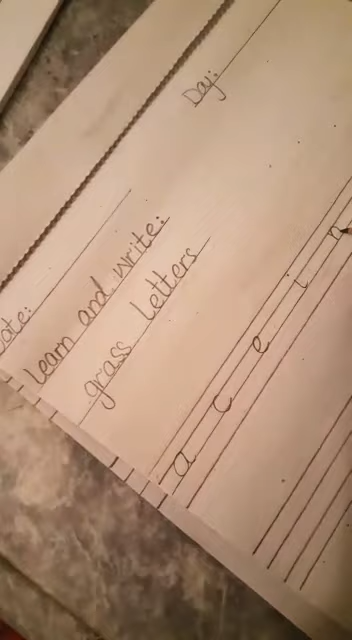 Day:
Date:
learn and write:
grass letters
a c e i n